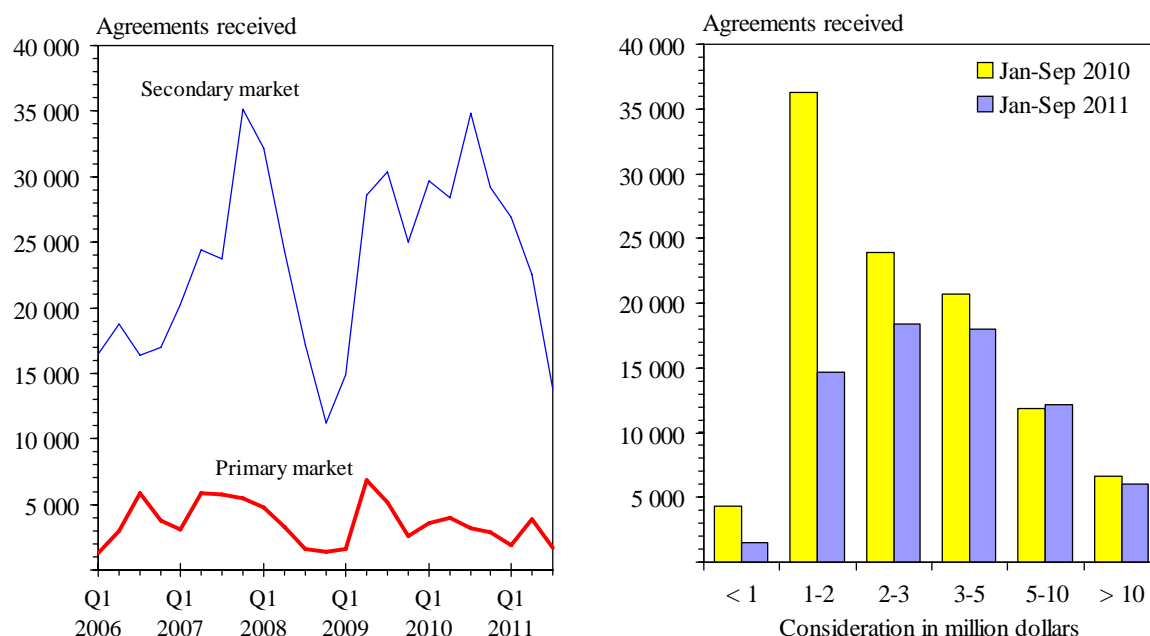 Agreements received
40 000
35 000
30 000
25 000
20 000
15 000
10 000
5 000
Secondary market
Primary market
Q1 Q1 Q1 Q1 Q1 Q1
2006 2007 2008 2009 2010 2011
Agreements received
40 000
35 000
30 000
25 000
20 000
15 000
10 000
5 000
Jan-Sep 2010
Jan-Sep 2011
< 1 1-2 2-3 3-5 5-10 > 10
Consideration in million dollars